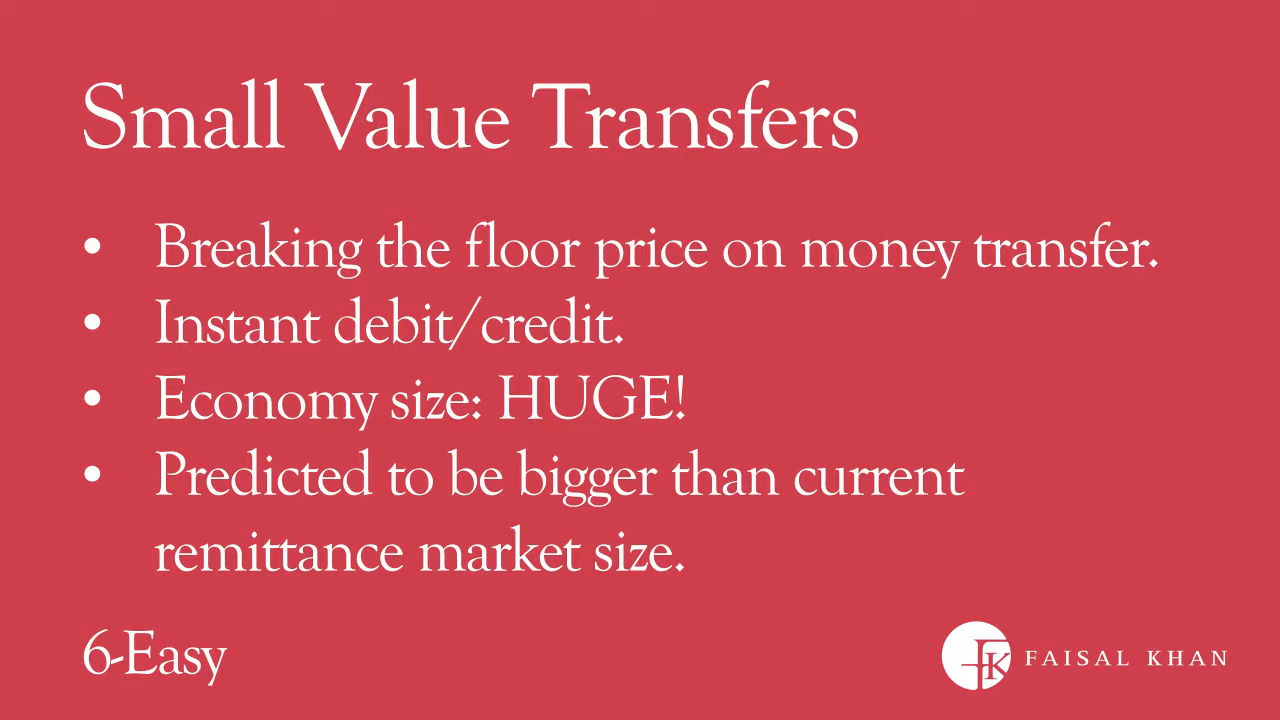 Small Value Transfers
• Breaking the floor price on money transfer.
• Instant debit/credit.
• Economy size: HUGE!
• Predicted to be bigger than current
remittance market size.
6-Easy
FK FAISAL KHAN